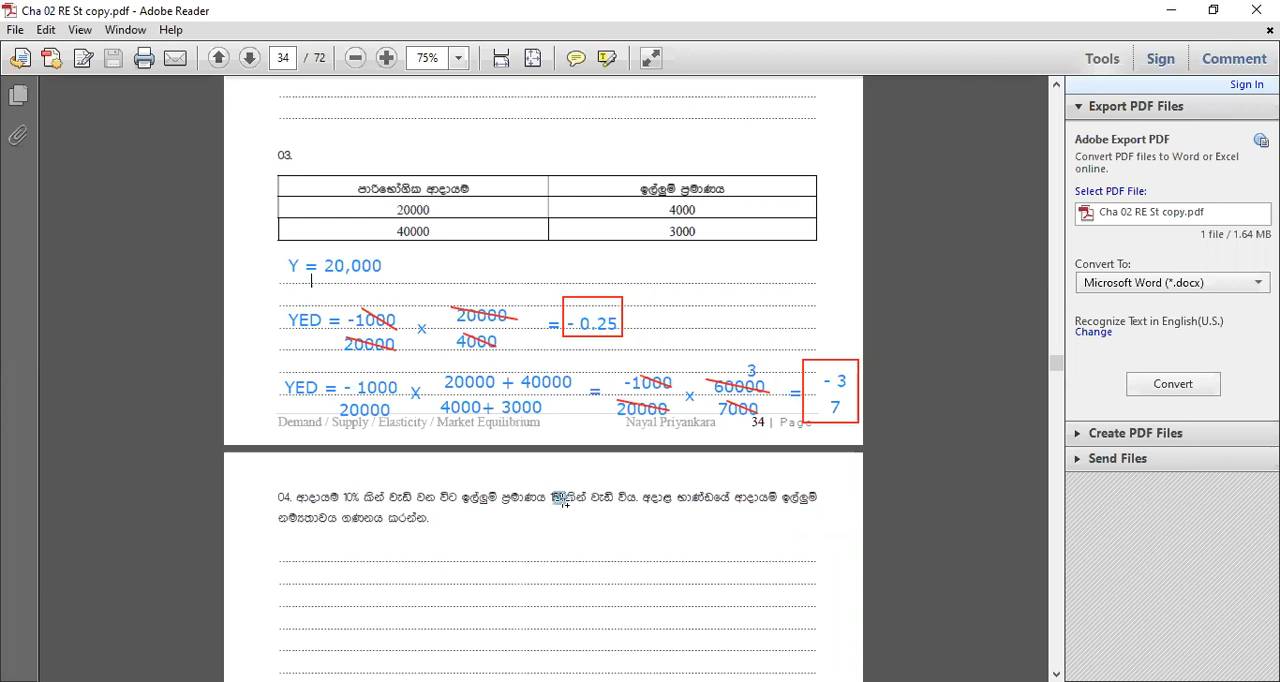 Cha 02 RE St copy.pdf - Adobe Reader
File Edit View Window Help
34 / 72 75% Tools Sign Comment
Sign In
Export PDF Files
Adobe Export PDF
Convert PDF files to Word or Excel
online.
Select PDF File:
Cha 02 RE St copy.pdf
1 file / 1.64 MB
Convert To:
Microsoft Word (*.docx)
Recognize Text in English(U.S.)
Change
Convert
Create PDF Files
Send Files
03.
පාරිභෝගික ආදායම ඉල්ලුම් ප්‍රමාණය
20000 4000
40000 3000
Y = 20,000
YED = -1000 x 20000 = - 0.25
20000 4000
3
YED = - 1000 x 20000 + 40000 = -1000 x 60000 = - 3
20000 4000+ 3000 20000 7000 7
Demand / Supply / Elasticity / Market Equilibrium Nayal Priyankara 34 | Page
04. ආදායම 10% කින් වැඩි වන විට ඉල්ලුම් ප්‍රමාණය කින් වැඩි විය. අදාළ භාණ්ඩයේ ආදායම් ඉල්ලුම්
නම්‍යතාවය ගණනය කරන්න.